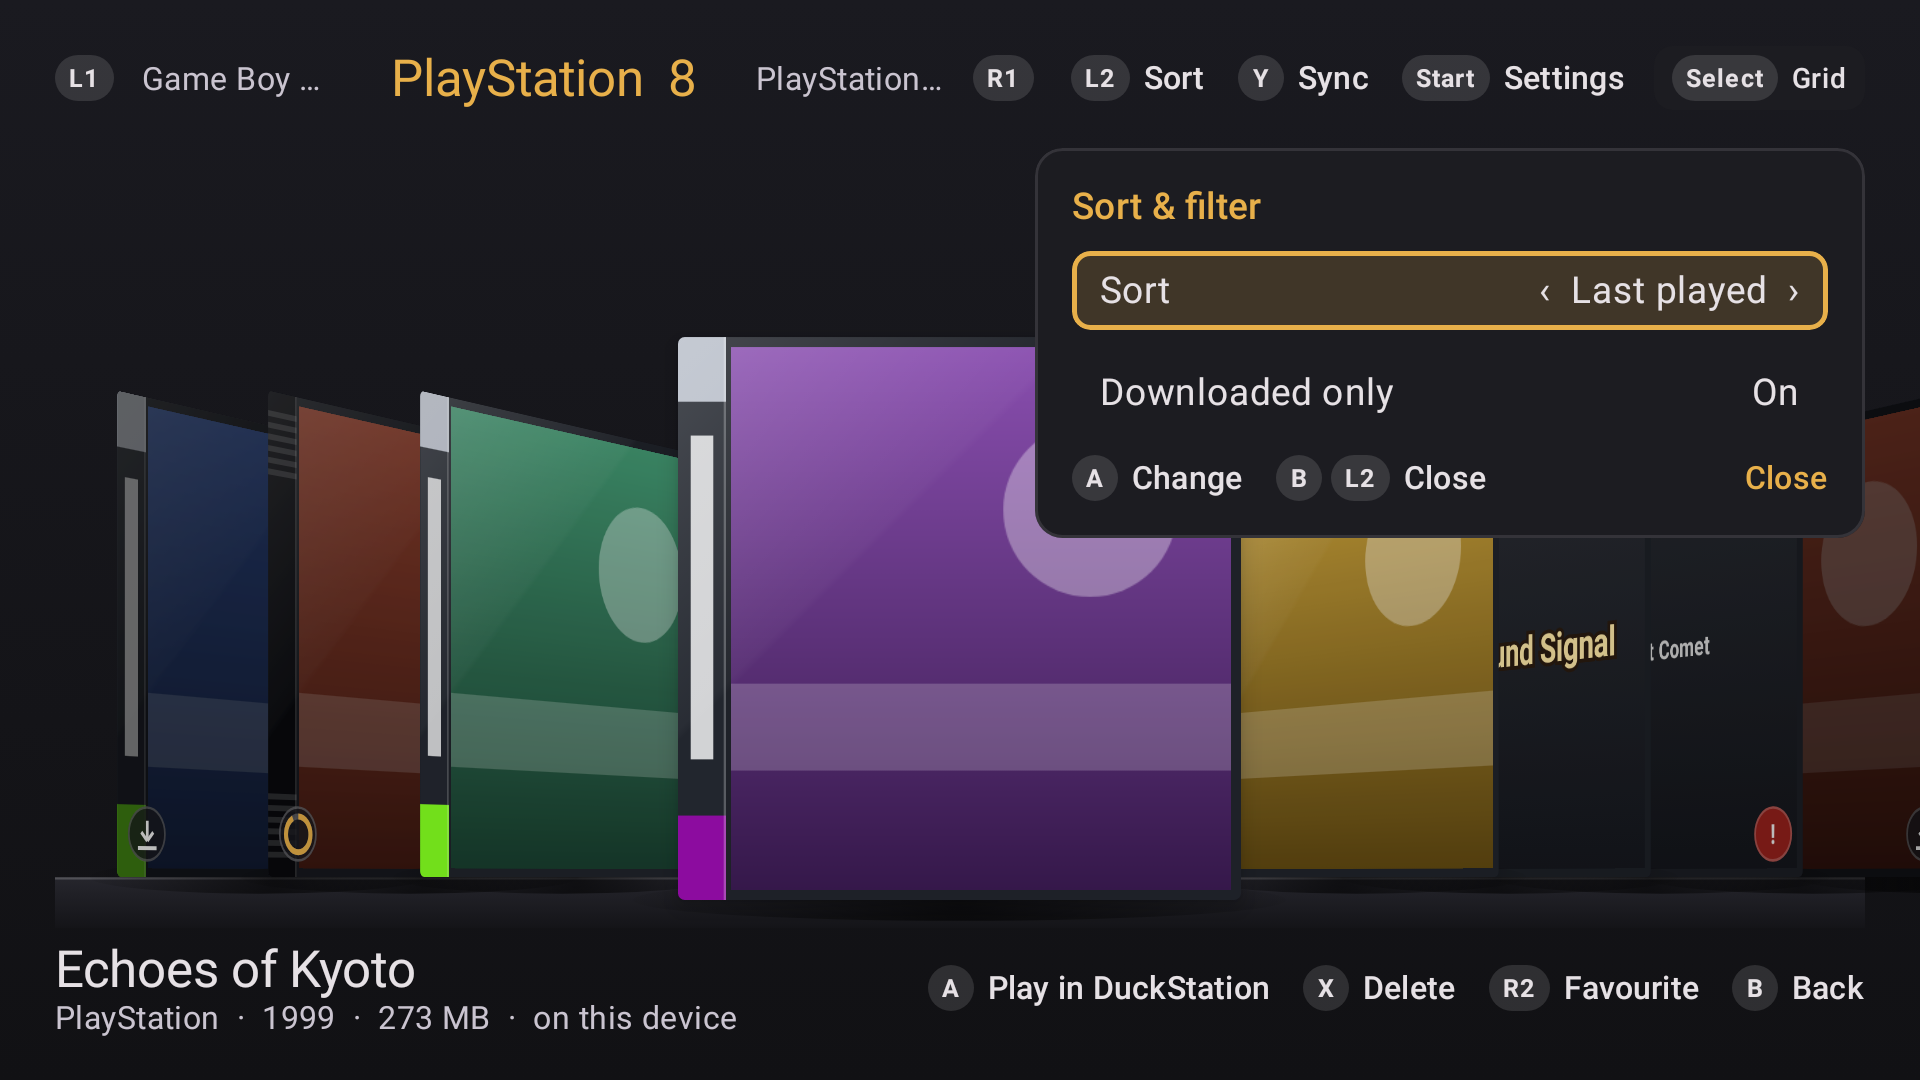 L1 Game Boy ... PlayStation 8 PlayStation... R1 L2 Sort Y Sync Start Settings Select Grid
Sort & filter
Sort ‹ Last played ›
Downloaded only On
A Change B L2 Close Close
und Signal
t Comet
!
Echoes of Kyoto
PlayStation · 1999 · 273 MB · on this device
A Play in DuckStation X Delete R2 Favourite B Back